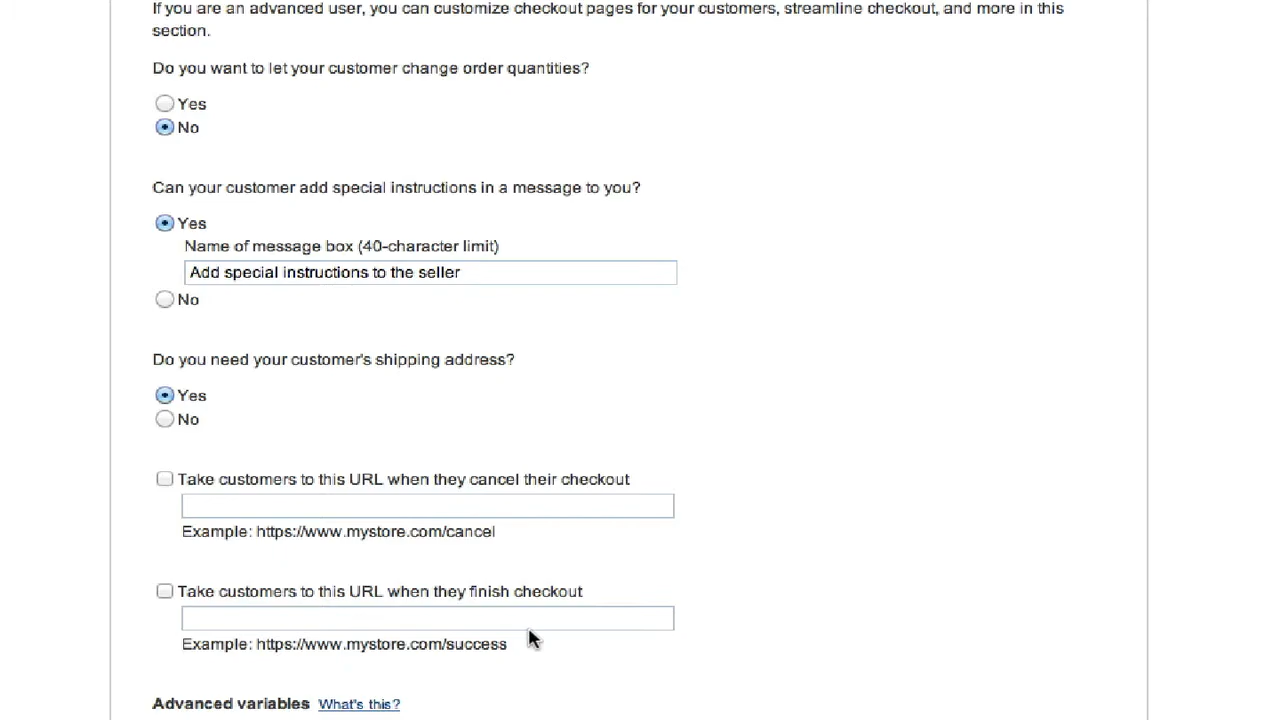 If you are an advanced user, you can customize checkout pages for your customers, streamline checkout, and more in this
section.
Do you want to let your customer change order quantities?
Yes
No
Can your customer add special instructions in a message to you?
Yes
Name of message box (40-character limit)
Add special instructions to the seller
No
Do you need your customer's shipping address?
Yes
No
Take customers to this URL when they cancel their checkout
Example: https://www.mystore.com/cancel
Take customers to this URL when they finish checkout
Example: https://www.mystore.com/success
Advanced variables What's this?